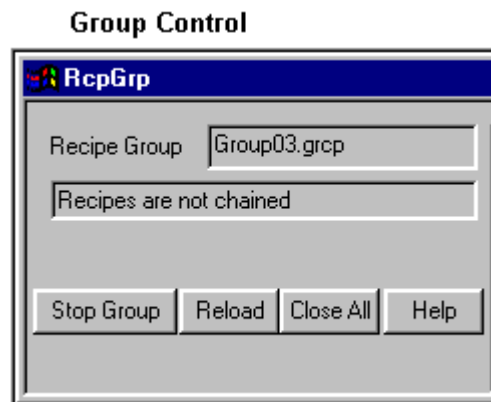 Group Control
RcpGrp
Recipe Group Group03.grcp
Recipes are not chained
Stop Group Reload Close All Help